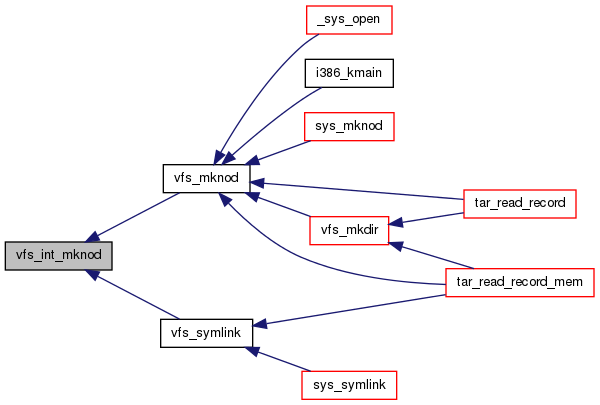 _sys_open
i386_kmain
sys_mknod
vfs_mknod
tar_read_record
vfs_mkdir
vfs_int_mknod
tar_read_record_mem
vfs_symlink
sys_symlink